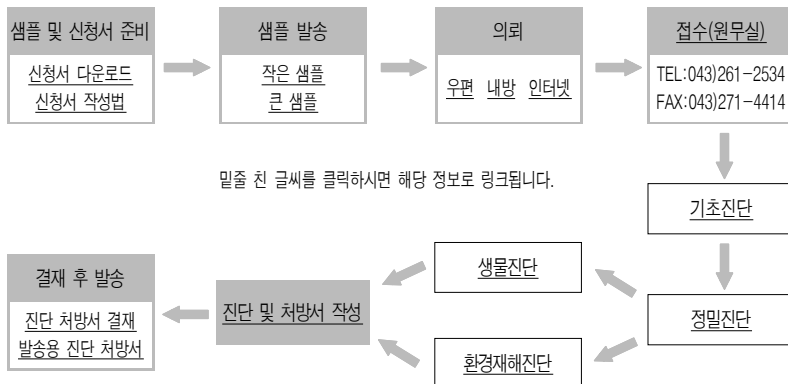 샘플 및 신청서 준비
신청서 다운로드
신청서 작성법
샘플 발송
작은 샘플
큰 샘플
의뢰
우편 내방 인터넷
접수(원무실)
TEL:043)261-2534
FAX:043)271-4414
밑줄 친 글씨를 클릭하시면 해당 정보로 링크됩니다.
기초진단
정밀진단
생물진단
환경재해진단
진단 및 처방서 작성
결재 후 발송
진단 처방서 결재
발송용 진단 처방서